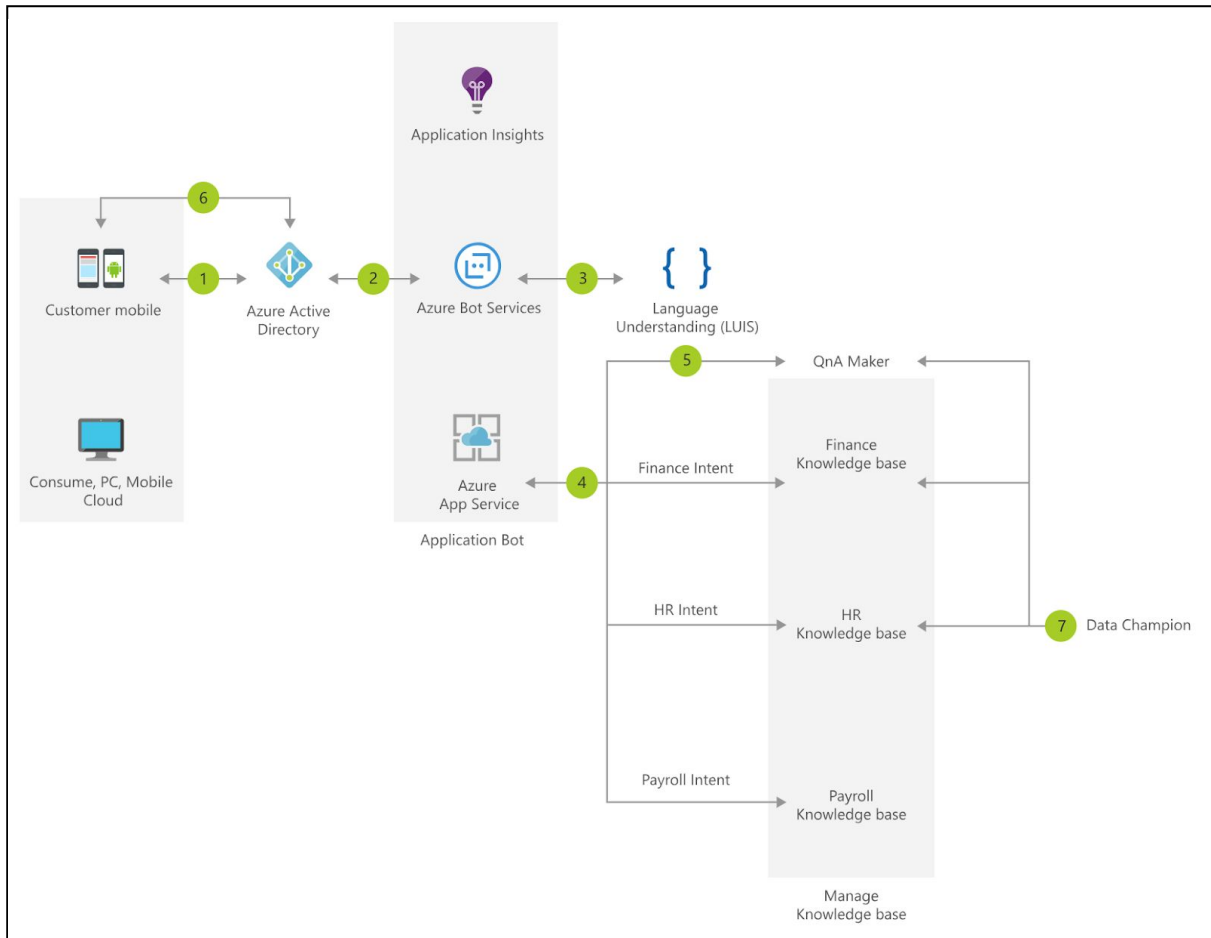 Application Insights
6
1
2
3
Customer mobile
Azure Active
Directory
Azure Bot Services
Language
Understanding (LUIS)
5
QnA Maker
Consume, PC, Mobile
Cloud
Azure
App Service
Application Bot
4
Finance Intent
Finance
Knowledge base
HR Intent
HR
Knowledge base
7
Data Champion
Payroll Intent
Payroll
Knowledge base
Manage
Knowledge base